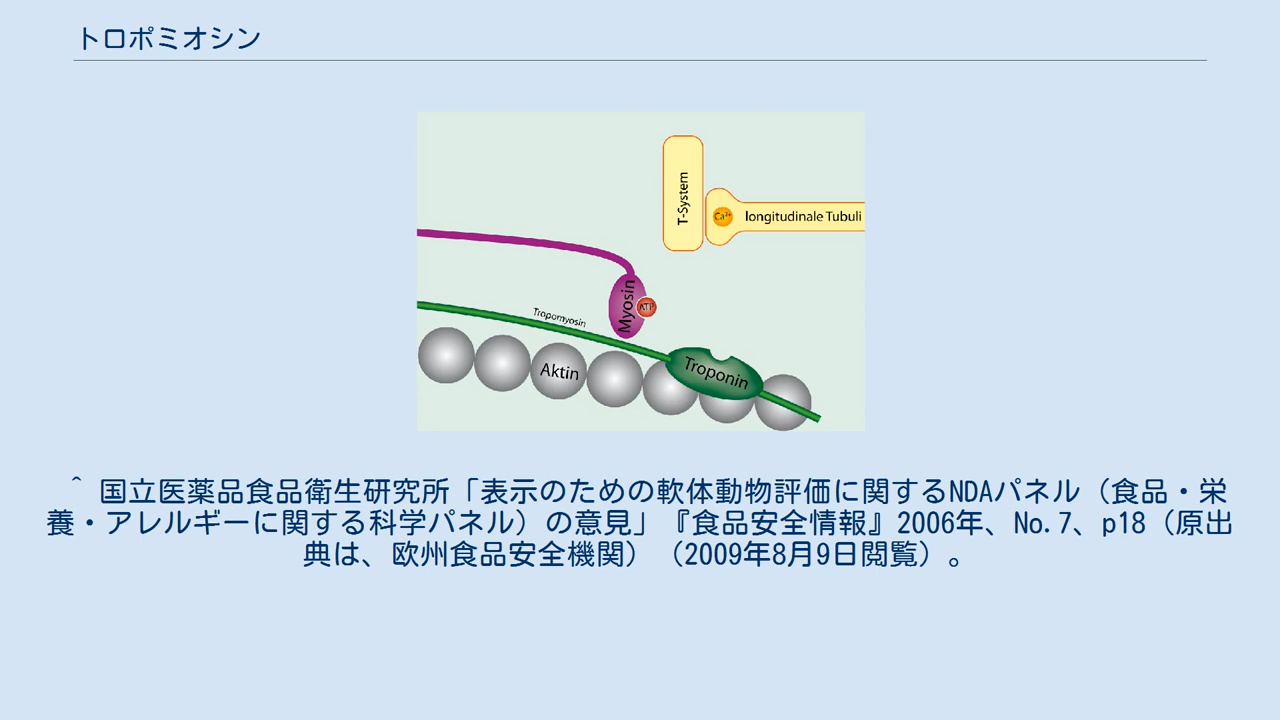 トロポミオシン
T-System
Ca²⁺
longitudinale Tubuli
Myosin
ATP
Tropomyosin
Aktin
Troponin
^ 国立医薬品食品衛生研究所「表示のための軟体動物評価に関するNDAパネル（食品・栄
養・アレルギーに関する科学パネル）の意見」『食品安全情報』2006年、No.7、p18（原出
典は、欧州食品安全機関）（2009年8月9日閲覧）。